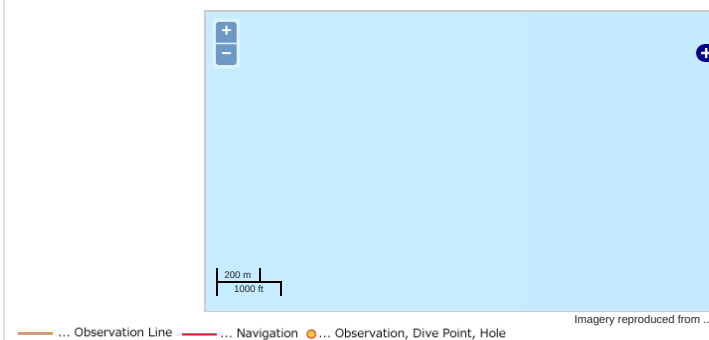 +
−
200 m
1000 ft
Imagery reproduced from ..
... Observation Line ... Navigation ... Observation, Dive Point, Hole